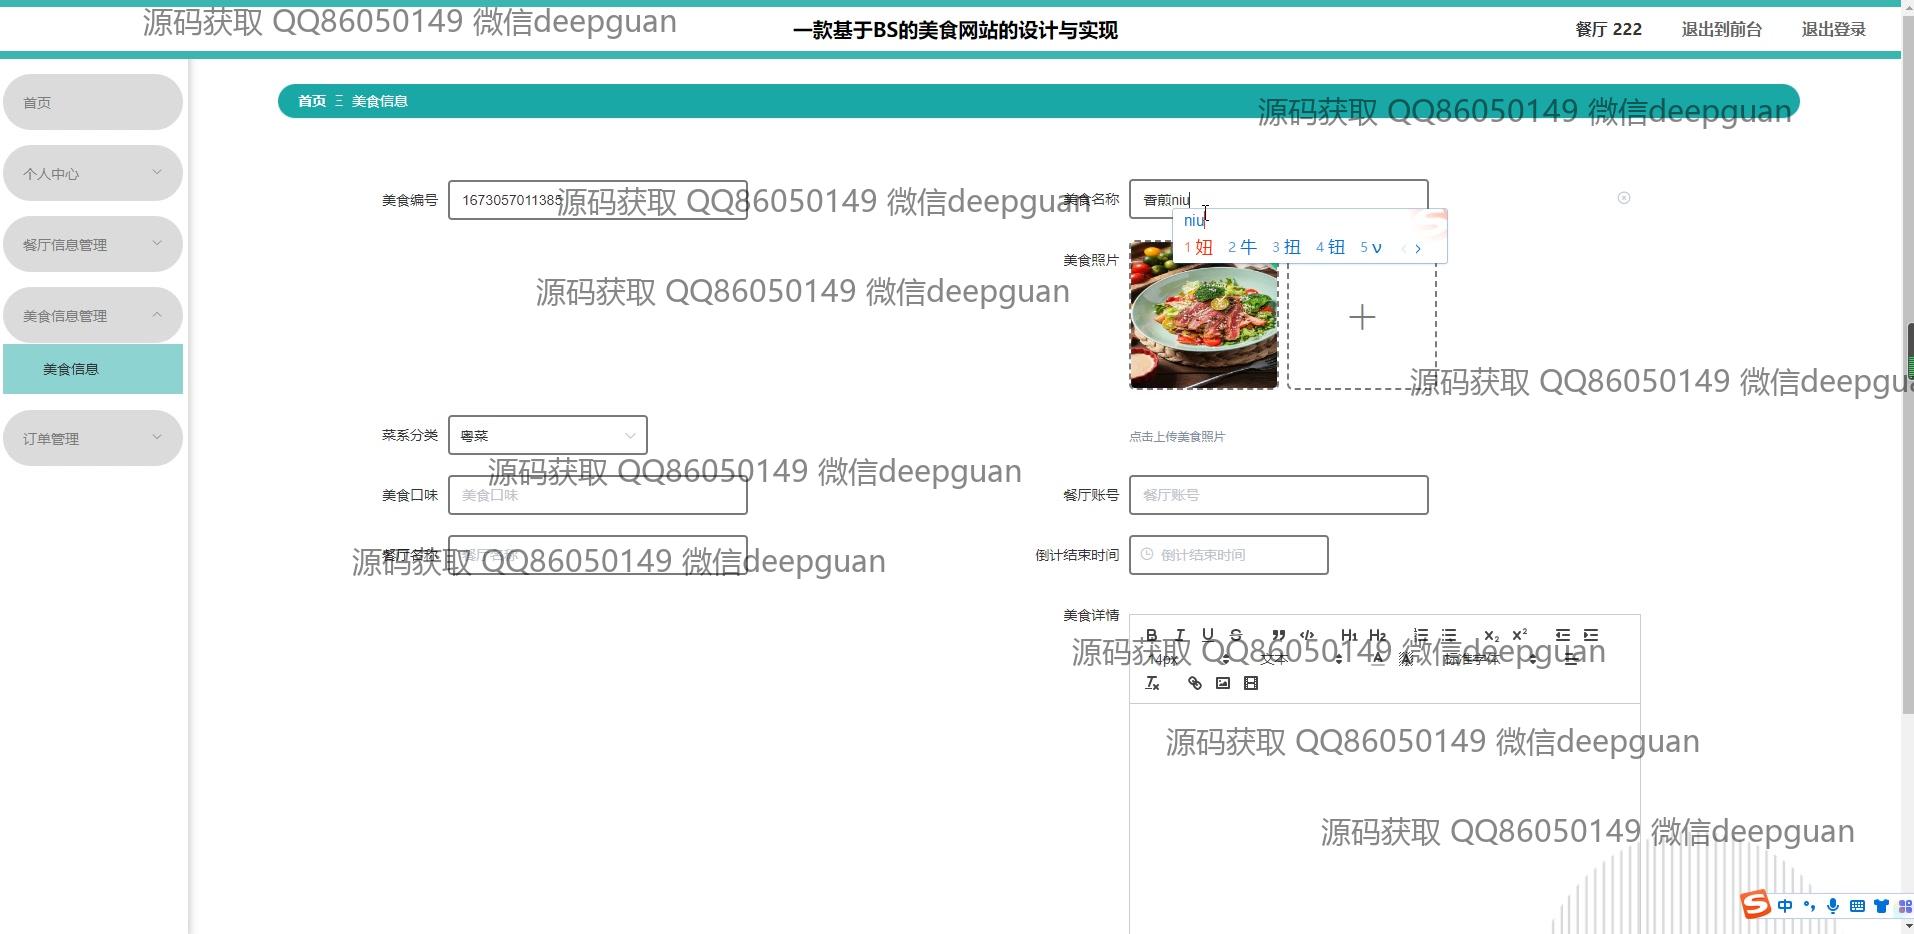 源码获取 QQ86050149 微信deepguan
一款基于BS的美食网站的设计与实现
餐厅 222
退出到前台
退出登录
首页
个人中心
餐厅信息管理
美食信息管理
美食信息
订单管理
首页 Ξ 美食信息
源码获取 QQ86050149 微信deepguan
美食编号
1673057011385
源码获取 QQ86050149 微信deepguan
美食名称
香煎niu
niu
1 妞 2 牛 3 扭 4 钮 5 ν
美食照片
源码获取 QQ86050149 微信deepguan
源码获取 QQ86050149 微信deepgua
菜系分类
粤菜
点击上传美食照片
源码获取 QQ86050149 微信deepguan
美食口味
美食口味
餐厅账号
餐厅账号
餐厅名称
餐厅名称
源码获取 QQ86050149 微信deepguan
倒计结束时间
倒计结束时间
美食详情
B I U S H1 H2 x2 x2
14px 文本 A 标准字体
源码获取 QQ86050149 微信deepguan
Tx
源码获取 QQ86050149 微信deepguan
源码获取 QQ86050149 微信deepguan
中